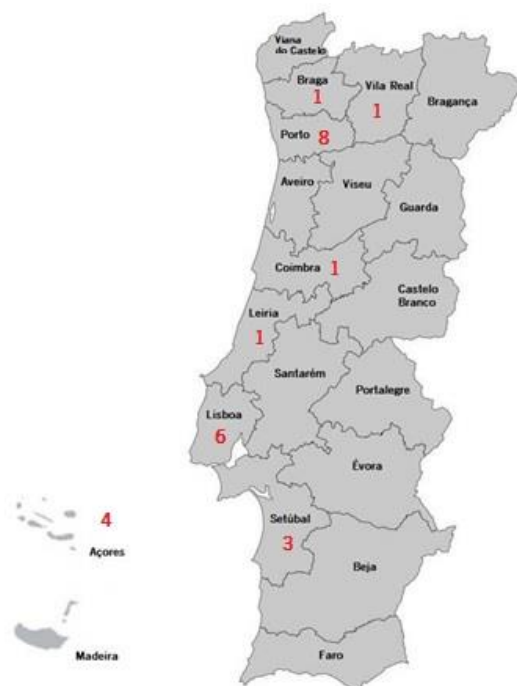 Viana
do Castelo
Braga
1
Vila Real
1
Bragança
Porto 8
Aveiro
Viseu
Guarda
Coimbra 1
Castelo
Branco
Leiria
1
Santarém
Portalegre
Lisboa
6
Évora
4
Açores
Setúbal
3
Beja
Madeira
Faro